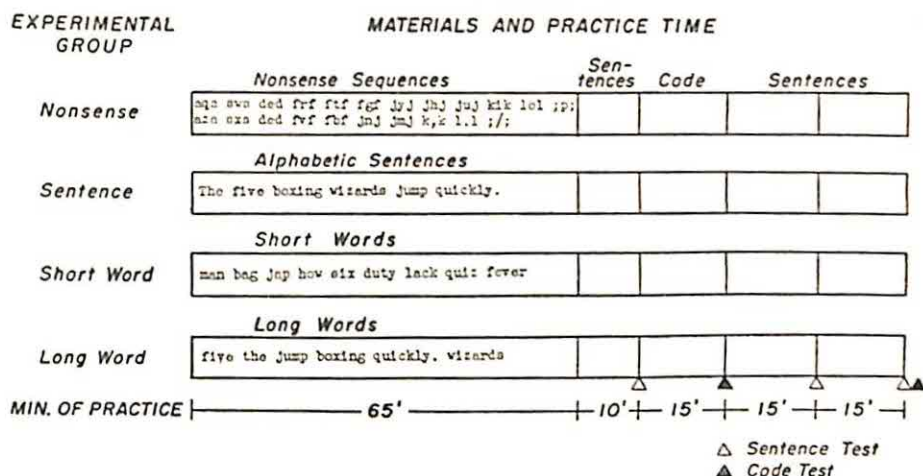 EXPERIMENTAL GROUP
MATERIALS AND PRACTICE TIME
Nonsense Sequences
Sen-tences
Code
Sentences
Nonsense
aqa sws ded frf ftf fgf jyj jhj juj kik lol ;p;
aza sxs ded fvf fbf jnj jmj k,k l.l ;/;
Alphabetic Sentences
Sentence
The five boxing wizards jump quickly.
Short Words
Short Word
man bag jap how six duty lack quiz fever
Long Words
Long Word
five the jump boxing quickly. wizards
MIN. OF PRACTICE
65' 10' 15' 15' 15'
△ Sentence Test
▲ Code Test